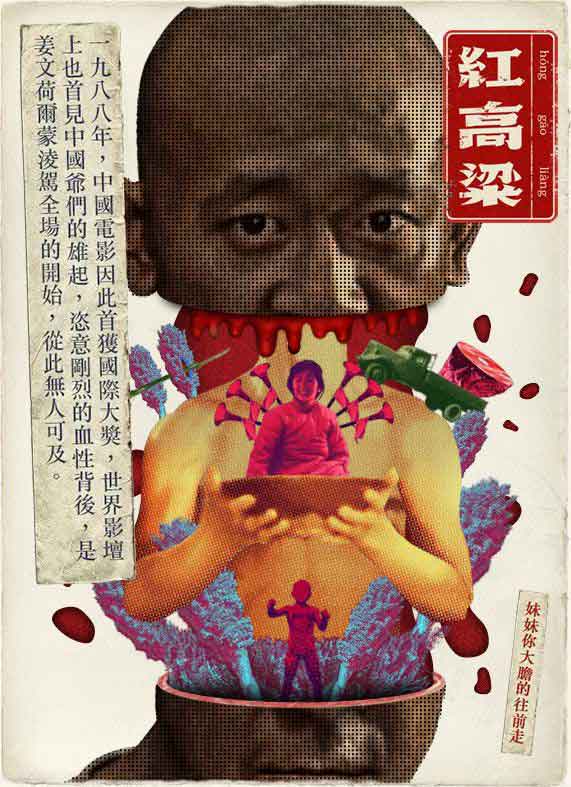 紅高粱
hóng gāo liàng
一九八八年，中國電影因此首獲國際大獎，世界影壇
上也首見中國爺們的雄起，恣意剛烈的血性背後，是
姜文荷爾蒙淩駕全場的開始，從此無人可及。
妹妹你大膽的往前走